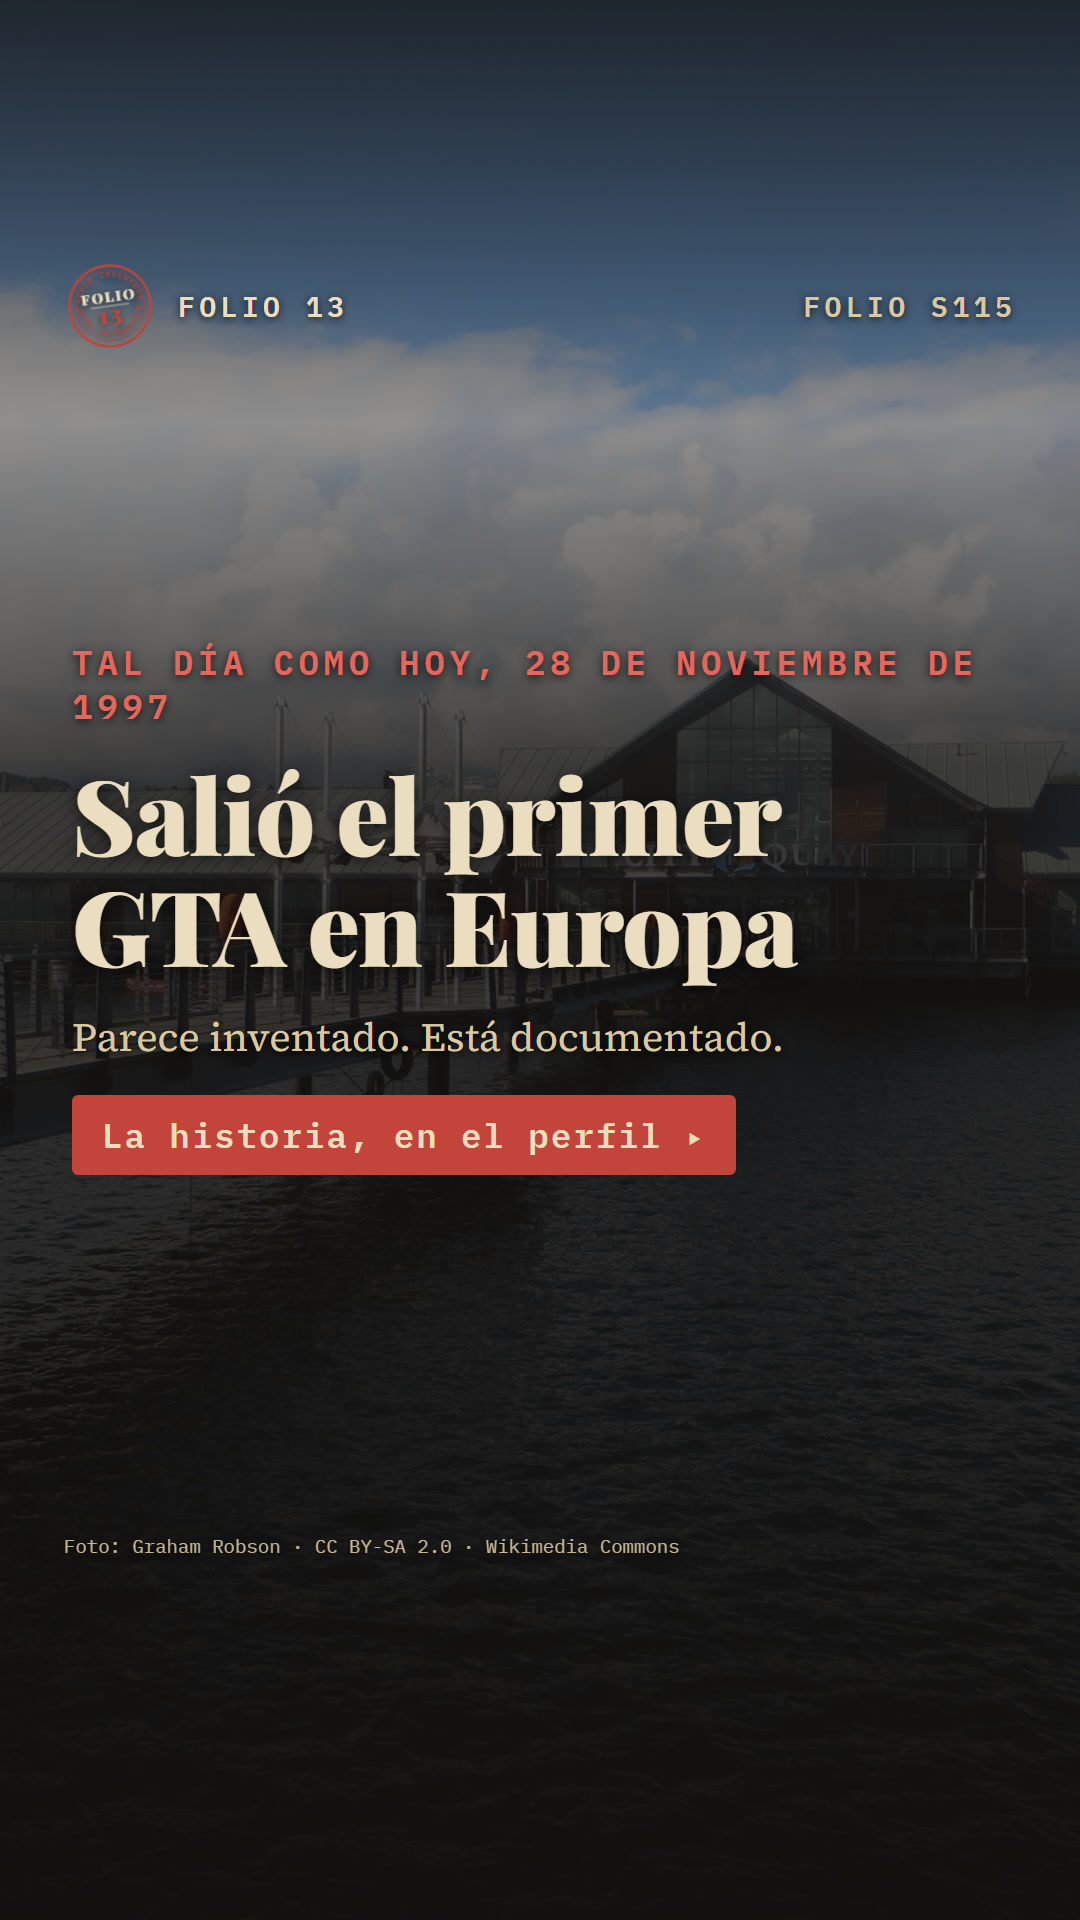 FOLIO
13
FOLIO 13
FOLIO S115
TAL DÍA COMO HOY, 28 DE NOVIEMBRE DE
1997
Salió el primer
GTA en Europa
CITY QUAY
Parece inventado. Está documentado.
La historia, en el perfil ▸
Foto: Graham Robson · CC BY-SA 2.0 · Wikimedia Commons